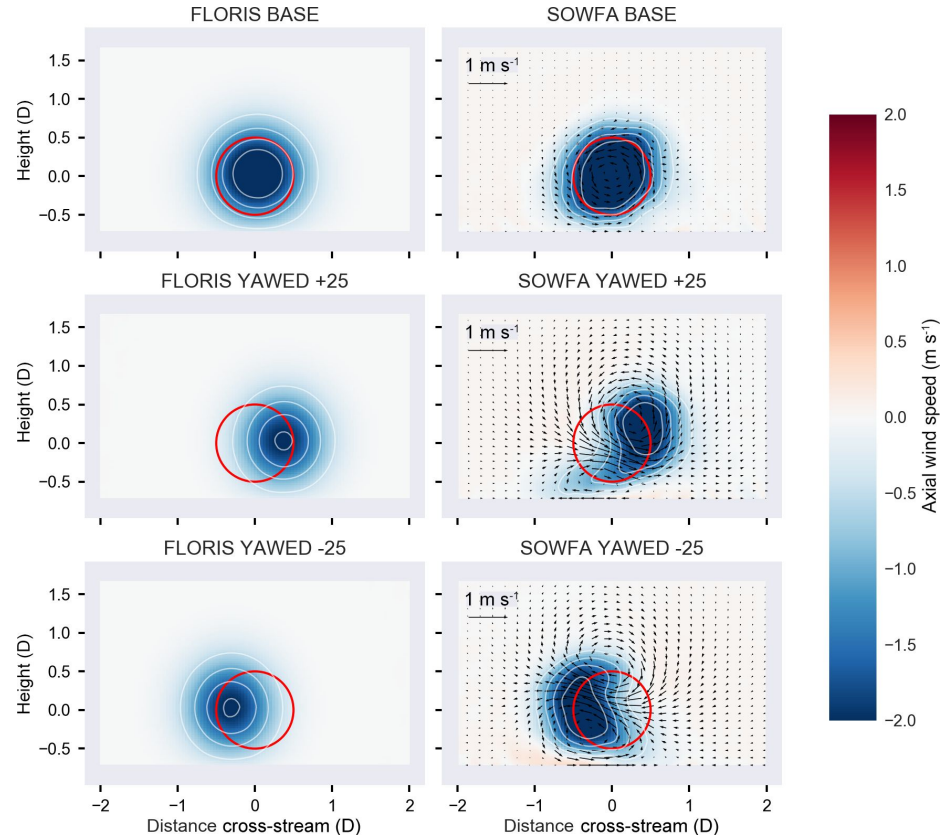 FLORIS BASE
SOWFA BASE
1.5
1.0
0.5
0.0
−0.5
Height (D)
1 m s⁻¹
FLORIS YAWED +25
SOWFA YAWED +25
1.5
1.0
0.5
0.0
−0.5
Height (D)
1 m s⁻¹
FLORIS YAWED -25
SOWFA YAWED -25
1.5
1.0
0.5
0.0
−0.5
Height (D)
1 m s⁻¹
−2
−1
0
1
2
Distance cross-stream (D)
−2
−1
0
1
2
Distance cross-stream (D)
2.0
1.5
1.0
0.5
0.0
−0.5
−1.0
−1.5
−2.0
Axial wind speed (m s⁻¹)